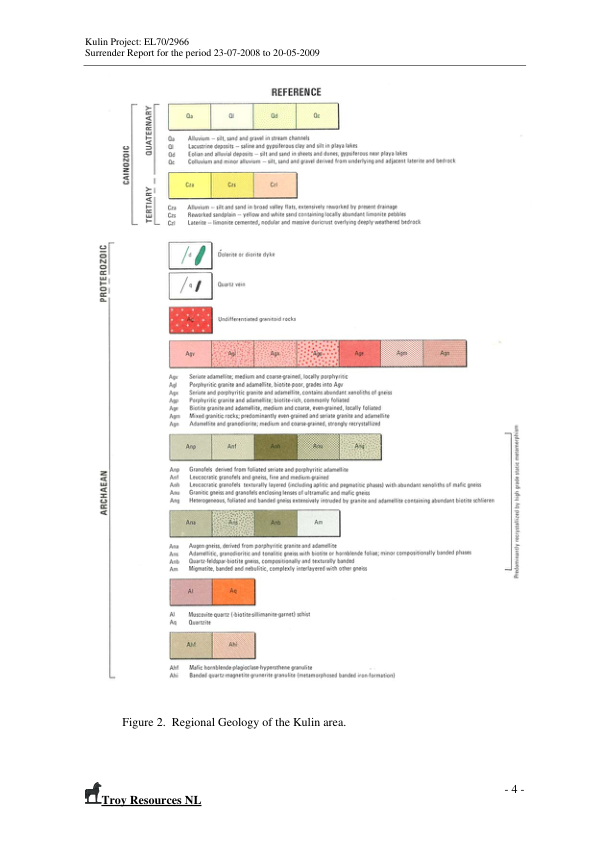 Kulin Project: EL70/2966
Surrender Report for the period 23-07-2008 to 20-05-2009
REFERENCE
CAINOZOIC
QUATERNARY
Qa Ql Qd Qc
Qa Alluvium — silt, sand and gravel in stream channels
Ql Lacustrine deposits — saline and gypsiferous clay and silt in playa lakes
Qd Eolian and alluvial deposits — silt and sand in sheets and dunes, gypsiferous near playa lakes
Qc Colluvium and minor alluvium — silt, sand and gravel derived from underlying and adjacent laterite and bedrock
TERTIARY
Cza Czs Czl
Cza Alluvium — silt and sand in broad valley flats, extensively reworked by present drainage
Czs Reworked sandplain — yellow and white sand containing locally abundant limonite pebbles
Czl Laterite — limonite cemented, nodular and massive duricrust overlying deeply weathered bedrock
PROTEROZOIC
d Dolerite or diorite dyke
q Quartz vein
ARCHAEAN
Undifferentiated granitoid rocks
Agv Agl Agr
Agm Agn
Seriate adamellite; medium and coarse-grained, locally porphyritic
Agl Porphyritic granite and adamellite, biotite-poor, grades into Agv
Seriate and porphyritic granite and adamellite, contains abundant xenoliths of gneiss
Agp Porphyritic granite and adamellite; biotite-rich, commonly foliated
Biotite granite and adamellite, medium and coarse, even-grained, locally foliated
Agm Mixed granitic rocks; predominantly even-grained and seriate granite and adamellite
Agn Adamellite and granodiorite; medium and coarse-grained, strongly recrystallized
Anp Anf Anh Ano Ang
Anp Granofels derived from foliated seriate and porphyritic adamellite
Anf Leucocratic granofels and gneiss, fine and medium-grained
Anh Leucocratic granofels texturally layered (including aplitic and pegmatitic phases) with abundant xenoliths of mafic gneiss
Ano Granitic gneiss and granofels enclosing lenses of ultramafic and mafic gneiss
Ang Heterogeneous, foliated and banded gneiss extensively intruded by granite and adamellite containing abundant biotite schlieren
Predominantly recrystallized by high grade static metamorphism
Ana Anb Am
Ana Augen gneiss, derived from porphyritic granite and adamellite
Adamellitic, granodioritic and tonalitic gneiss with biotite or hornblende foliae; minor compositionally banded phases
Anb Quartz-feldspar-biotite gneiss, compositionally and texturally banded
Am Migmatite, banded and nebulitic, complexly interlayered with other gneiss
Al Aq
Al Muscovite quartz (-biotite-sillimanite-garnet) schist
Aq Quartzite
Ahf Ahi
Ahf Mafic hornblende-plagioclase-hypersthene granulite
Ahi Banded quartz-magnetite-grunerite granulite (metamorphosed banded iron-formation)
Figure 2. Regional Geology of the Kulin area.
Troy Resources NL
- 4 -